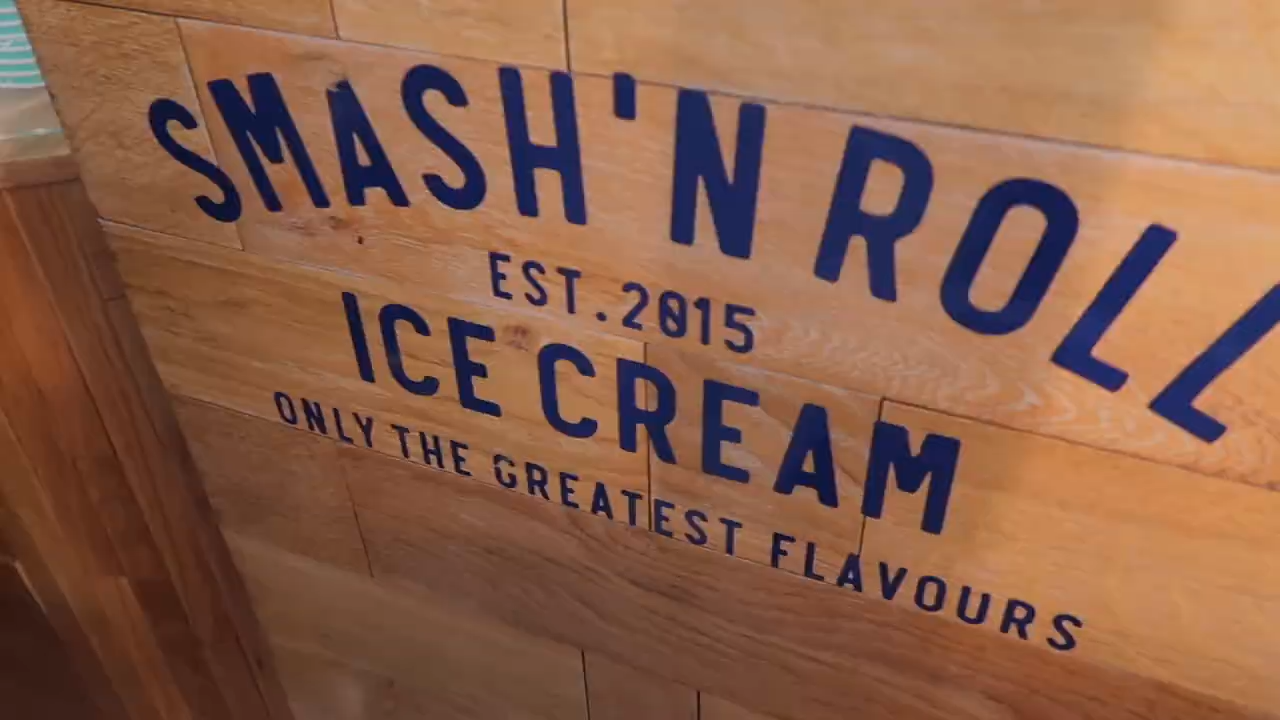 SMASH'N ROLL
EST.2015
ICE CREAM
ONLY THE GREATEST FLAVOURS